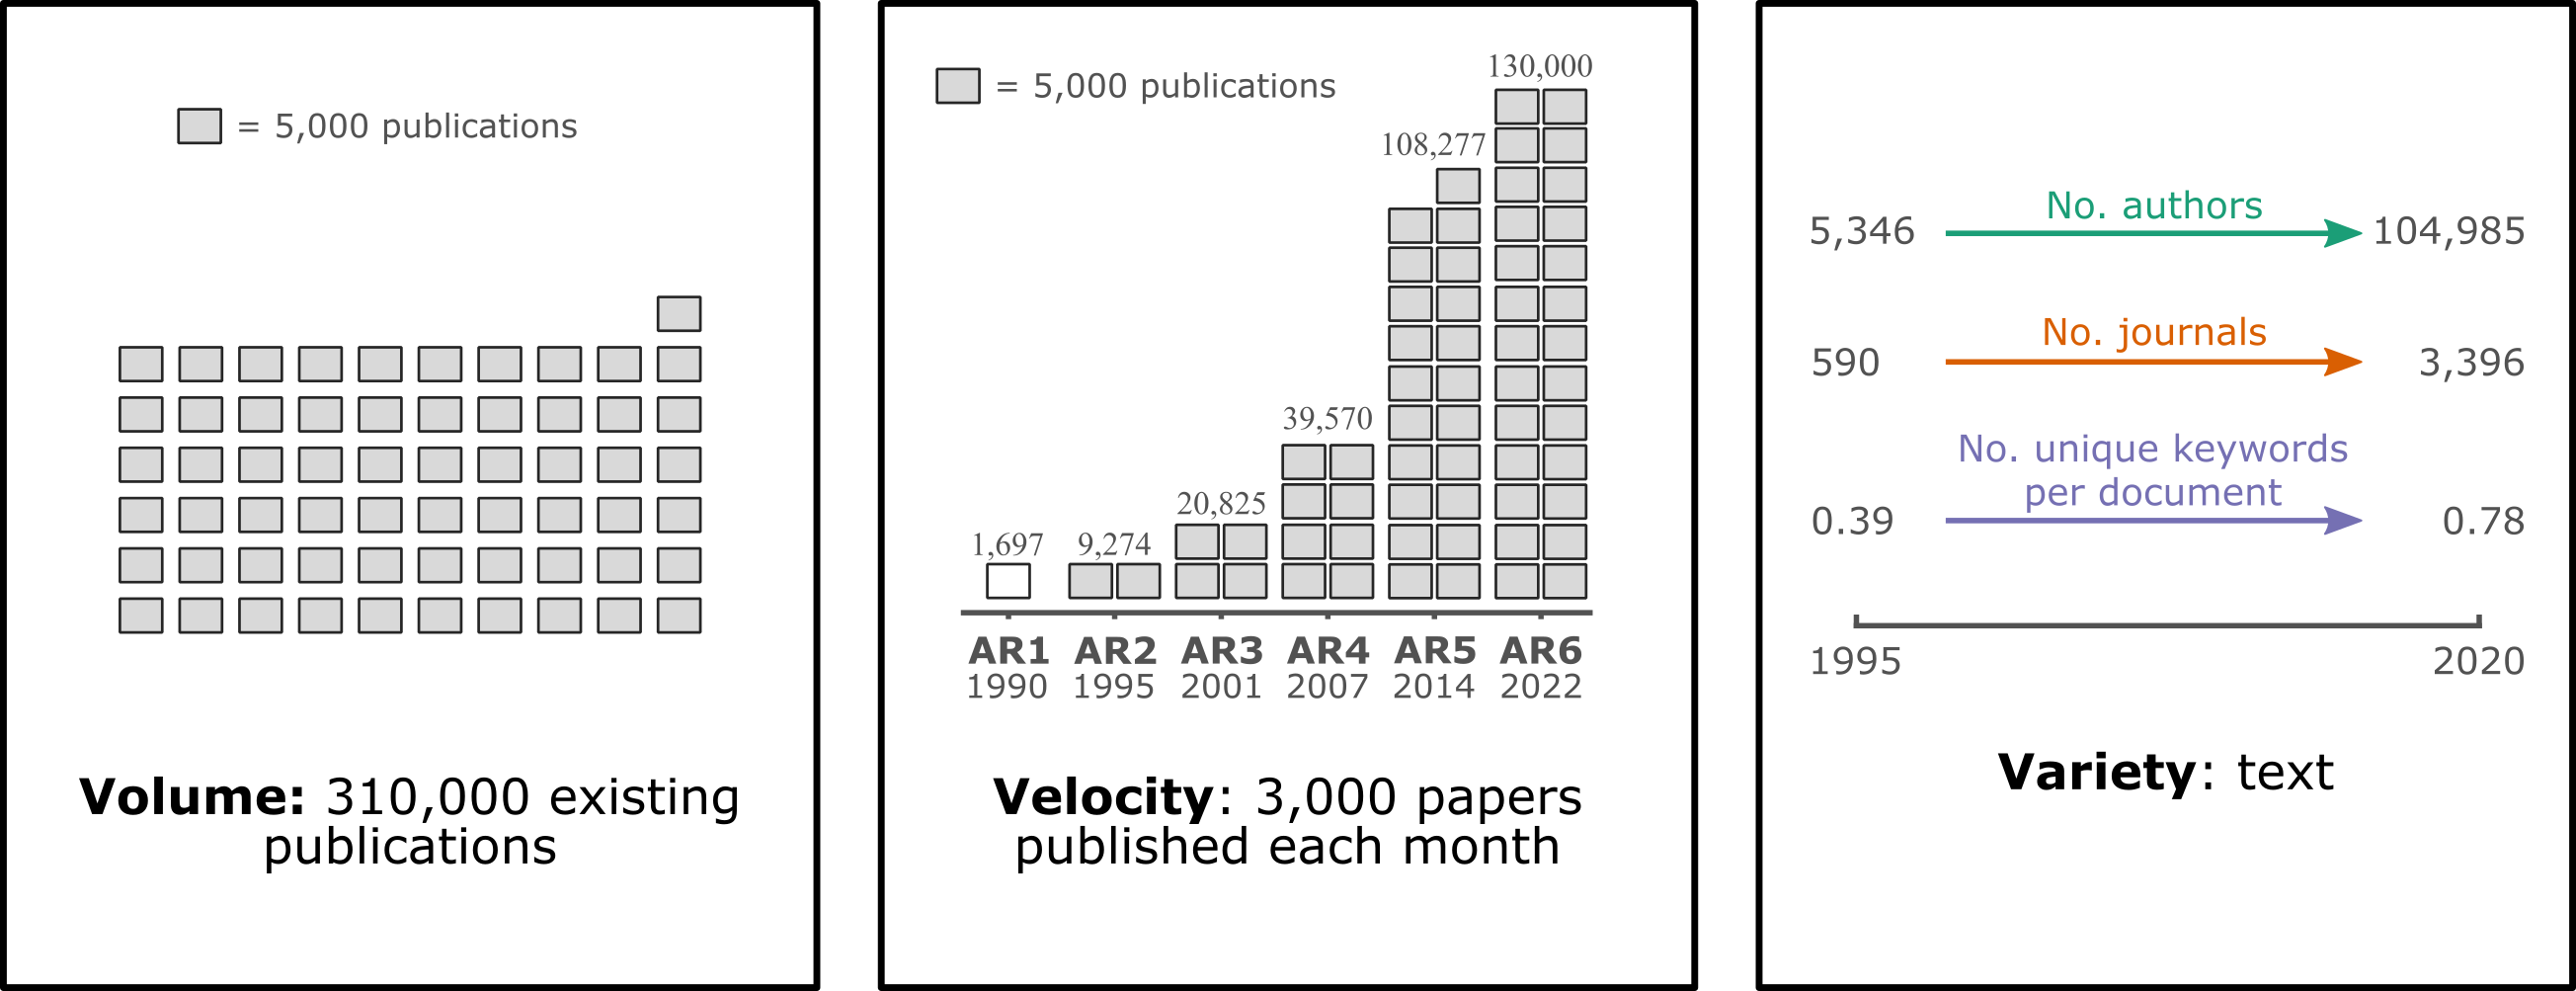 = 5,000 publications
Volume: 310,000 existing
publications
= 5,000 publications
130,000
108,277
39,570
20,825
1,697 9,274
AR1 AR2 AR3 AR4 AR5 AR6
1990 1995 2001 2007 2014 2022
Velocity: 3,000 papers
published each month
No. authors
5,346 104,985
No. journals
590 3,396
No. unique keywords
per document
0.39 0.78
1995 2020
Variety: text